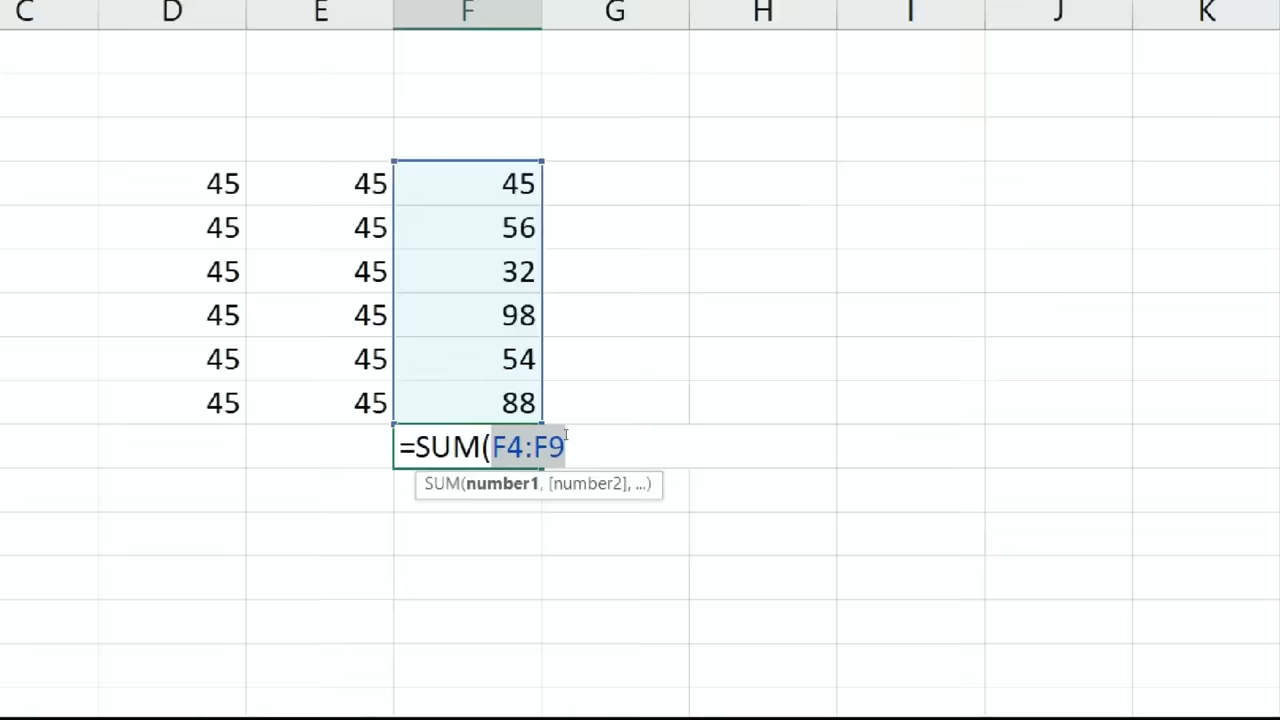 C D E F G H I J K
45 45 45
45 45 56
45 45 32
45 45 98
45 45 54
45 45 88
=SUM(F4:F9
SUM(number1, [number2], ...)